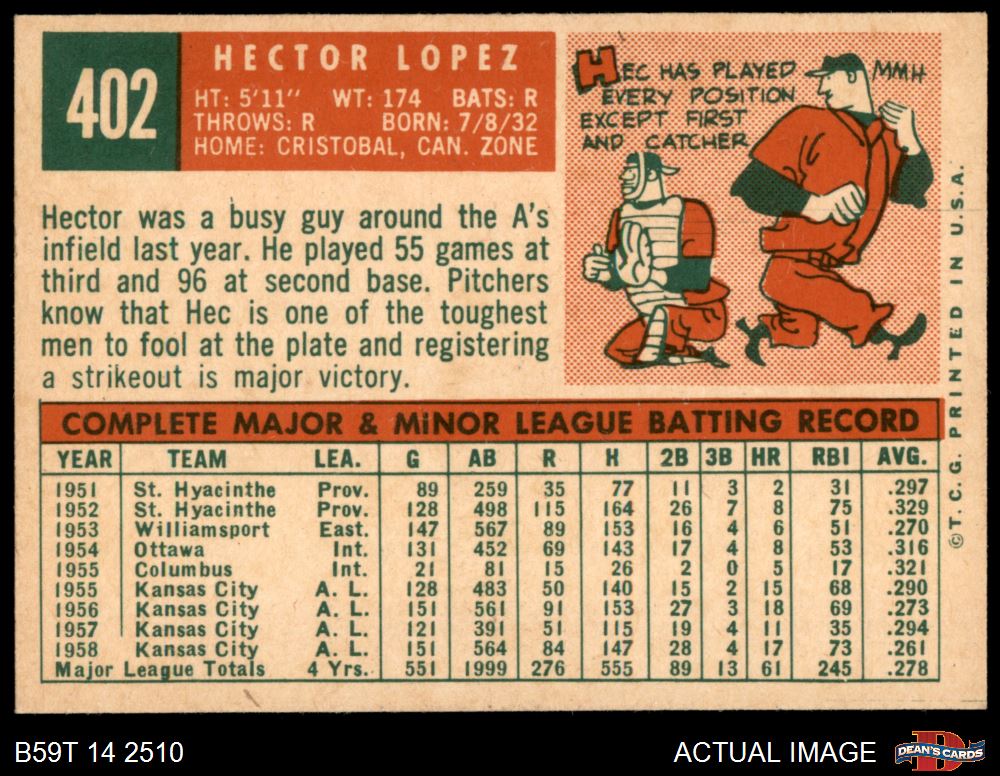 402
HECTOR LOPEZ
HT: 5'11" WT: 174 BATS: R
THROWS: R BORN: 7/8/32
HOME: CRISTOBAL, CAN. ZONE
HEC HAS PLAYED
EVERY POSITION
EXCEPT FIRST
AND CATCHER
MMH
Hector was a busy guy around the A's
infield last year. He played 55 games at
third and 96 at second base. Pitchers
know that Hec is one of the toughest
men to fool at the plate and registering
a strikeout is major victory.
COMPLETE MAJOR & MINOR LEAGUE BATTING RECORD
YEAR TEAM LEA. G AB R H 2B 3B HR RBI AVG.
1951 St. Hyacinthe Prov. 89 259 35 77 11 3 2 31 .297
1952 St. Hyacinthe Prov. 128 498 115 164 26 7 8 75 .329
1953 Williamsport East. 147 567 89 153 16 4 6 51 .270
1954 Ottawa Int. 131 452 69 143 17 4 8 53 .316
1955 Columbus Int. 21 81 15 26 2 0 5 17 .321
1955 Kansas City A. L. 128 483 50 140 15 2 15 68 .290
1956 Kansas City A. L. 151 561 91 153 27 3 18 69 .273
1957 Kansas City A. L. 121 391 51 115 19 4 11 35 .294
1958 Kansas City A. L. 151 564 84 147 28 4 17 73 .261
Major League Totals 4 Yrs. 551 1999 276 555 89 13 61 245 .278
© T. C. G. PRINTED IN U.S.A.
B59T 14 2510
ACTUAL IMAGE
D
DEAN'S CARDS